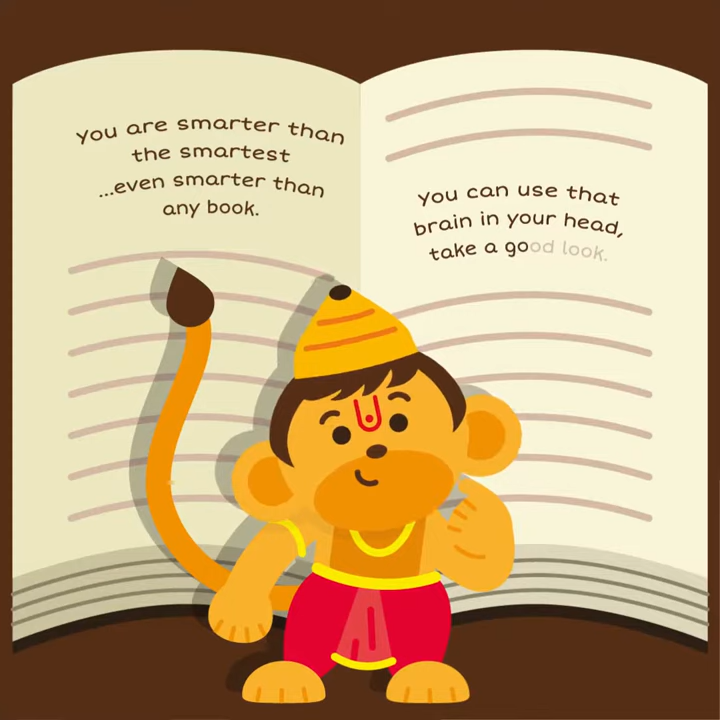 you are smarter than
the smartest
...even smarter than
any book.
you can use that
brain in your head,
take a good look.